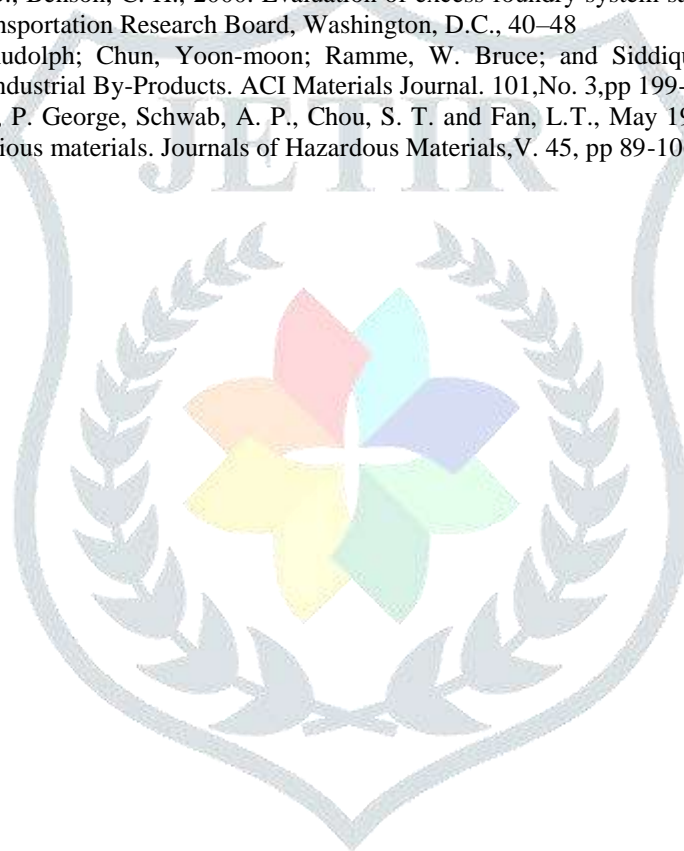 Benson, C. H., 2000. Evaluation of excess foundry system
nsportation Research Board, Washington, D.C., 40–48
udolph; Chun, Yoon-moon; Ramme, W. Bruce; and Siddiqu
ndustrial By-Products. ACI Materials Journal. 101,No. 3,pp 199-
, P. George, Schwab, A. P., Chou, S. T. and Fan, L.T., May 19
ious materials. Journals of Hazardous Materials,V. 45, pp 89-10
JETIR